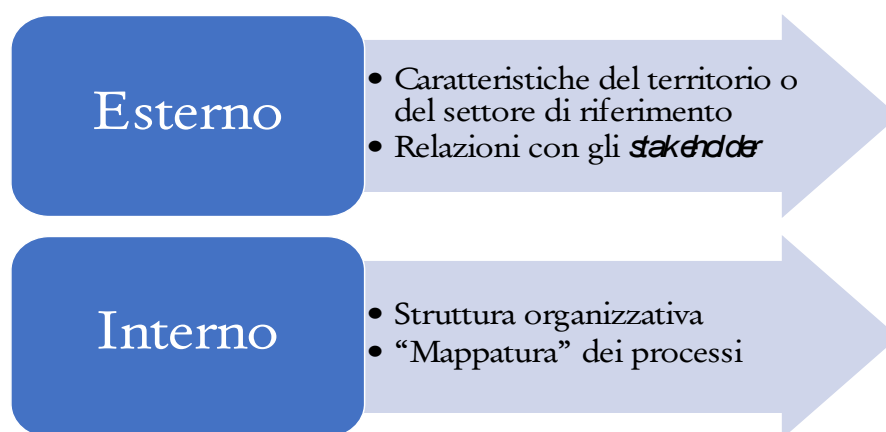 Esterno
• Caratteristiche del territorio o
del settore di riferimento
• Relazioni con gli stakeholder
Interno
• Struttura organizzativa
• “Mappatura” dei processi